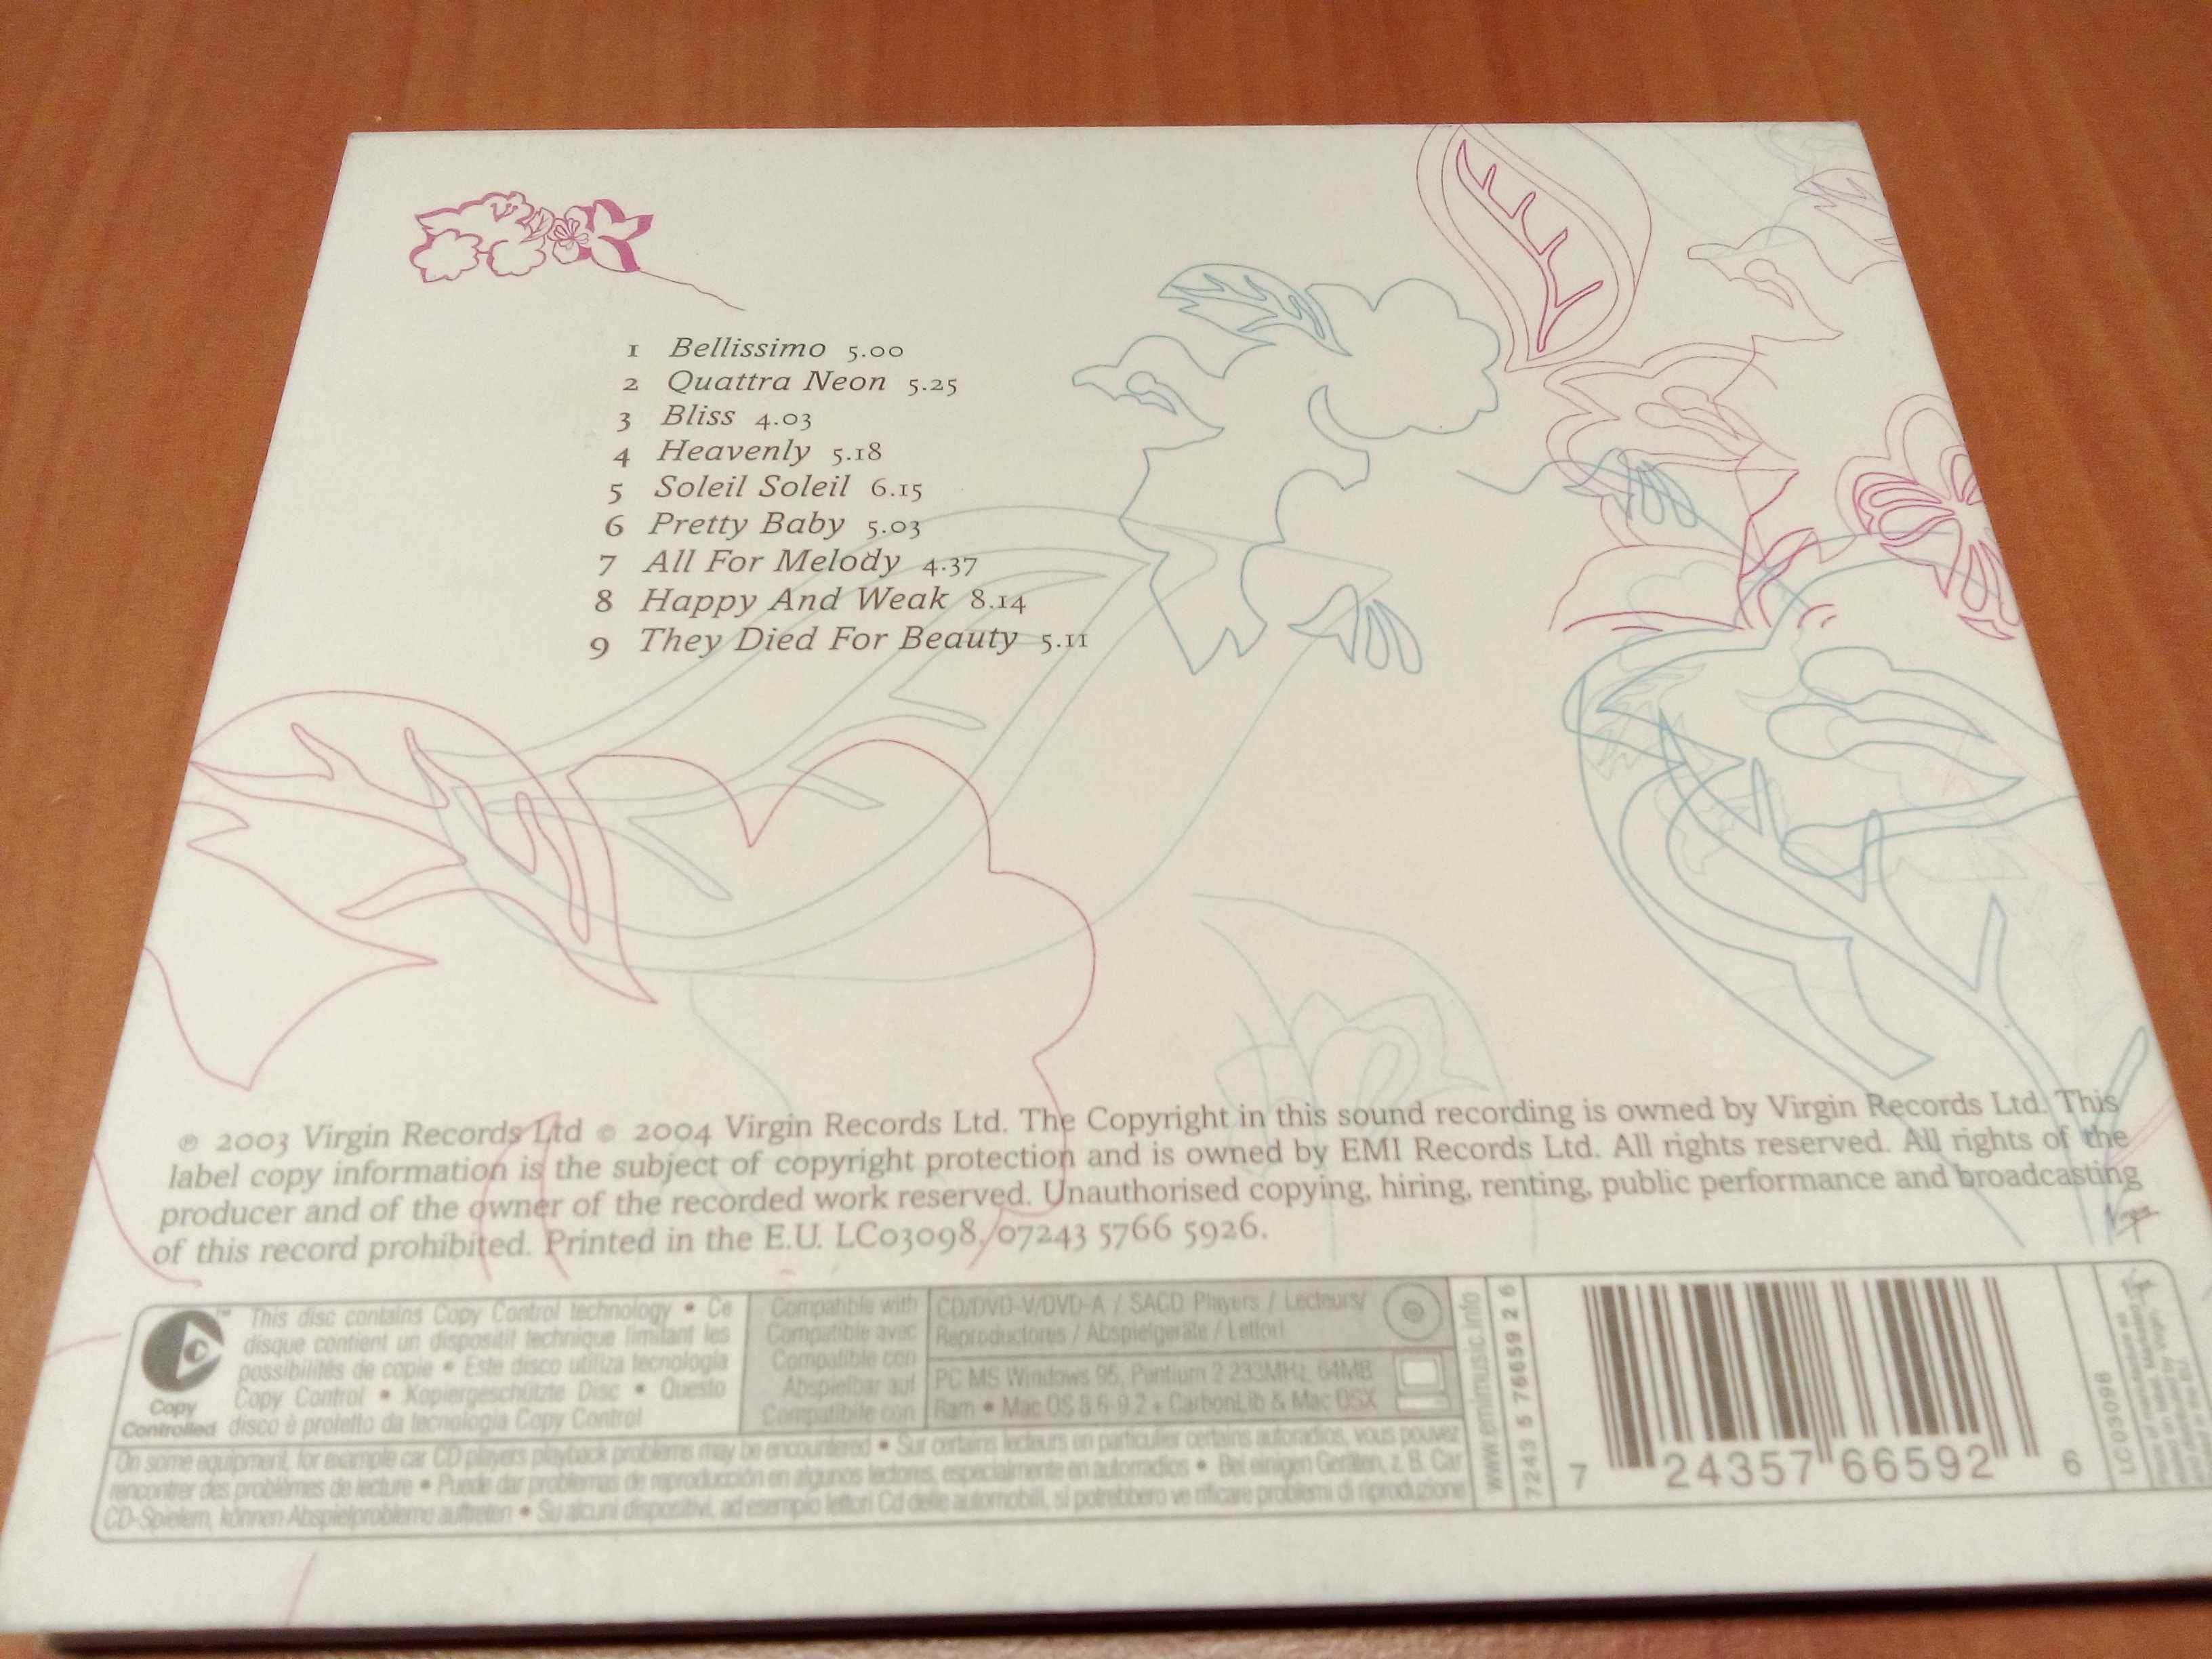 1 Bellissimo 5.00
2 Quattra Neon 5.25
3 Bliss 4.03
4 Heavenly 5.18
5 Soleil Soleil 6.15
6 Pretty Baby 5.03
7 All For Melody 4.37
8 Happy And Weak 8.14
9 They Died For Beauty 5.11
℗ 2003 Virgin Records Ltd © 2004 Virgin Records Ltd. The Copyright in this sound recording is owned by Virgin Records Ltd. This
label copy information is the subject of copyright protection and is owned by EMI Records Ltd. All rights reserved. All rights of the
producer and of the owner of the recorded work reserved. Unauthorised copying, hiring, renting, public performance and broadcasting
of this record prohibited. Printed in the E.U. LC03098. 07243 5766 5926.
Virgin
Copy
Controlled
™
This disc contains Copy Control technology • Ce
disque contient un dispositif technique limitant les
possibilités de copie • Este disco utiliza tecnologia
Copy Control • Kopiergeschützte Disc • Questo
disco è protetto da tecnologia Copy Control
Compatible with
Compatible avec
Compatible con
Abspielbar auf
Compatibile con
CD/DVD-V/DVD-A / SACD Players / Lecteurs/
Reproductores / Abspielgeräte / Lettori
PC MS Windows 95, Pentium 2 233MHz, 64MB
Ram • Mac OS 8.6-9.2 + CarbonLib & Mac OSX
On some equipment, for example car CD players playback problems may be encountered • Sur certains lecteurs en particulier certains autoradios, vous pouvez
rencontrer des problèmes de lecture • Puede dar problemas de reproducción en algunos lectores, especialmente en autorradios • Bei einigen Geräten, z. B. Car
CD-Spielern, können Abspielprobleme auftreten • Su alcuni dispositivi, ad esempio lettori Cd delle automobili, si potrebbero verificare problemi di riproduzione
www.emimusic.info
7243 5 76659 2 6
7 24357 66592 6
LC 03098